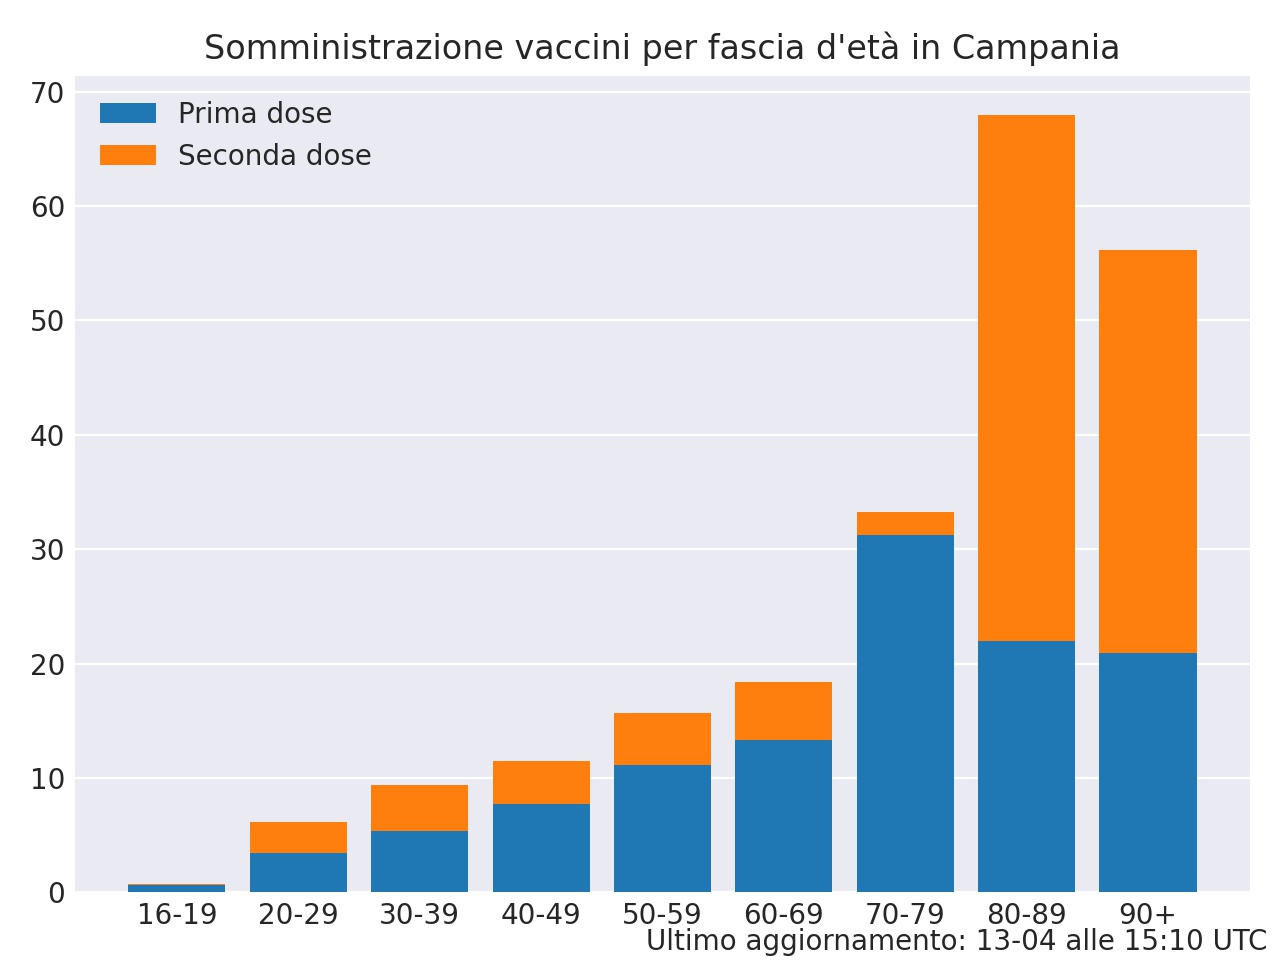 Somministrazione vaccini per fascia d'età in Campania
Prima dose
Seconda dose
70
60
50
40
30
20
10
0
16-19 20-29 30-39 40-49 50-59 60-69 70-79 80-89 90+
Ultimo aggiornamento: 13-04 alle 15:10 UTC